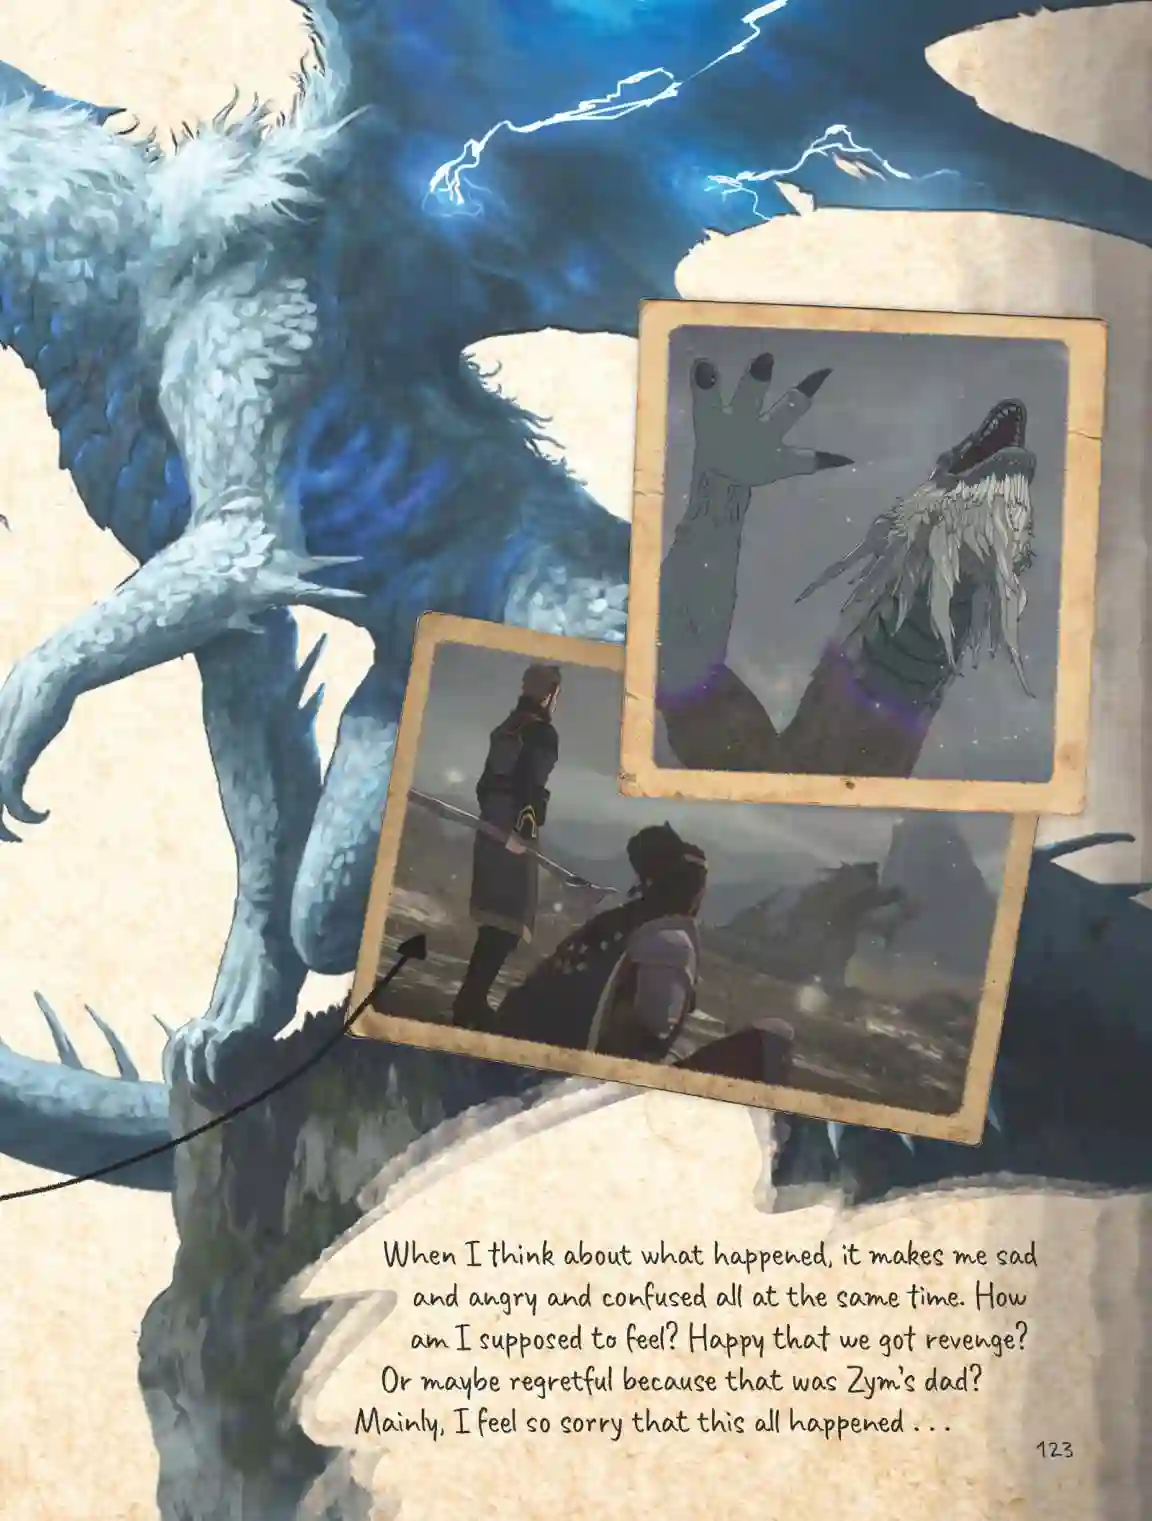 When I think about what happened, it makes me sad
and angry and confused all at the same time. How
am I supposed to feel? Happy that we got revenge?
Or maybe regretful because that was Zym's dad?
Mainly, I feel so sorry that this all happened . . .
123